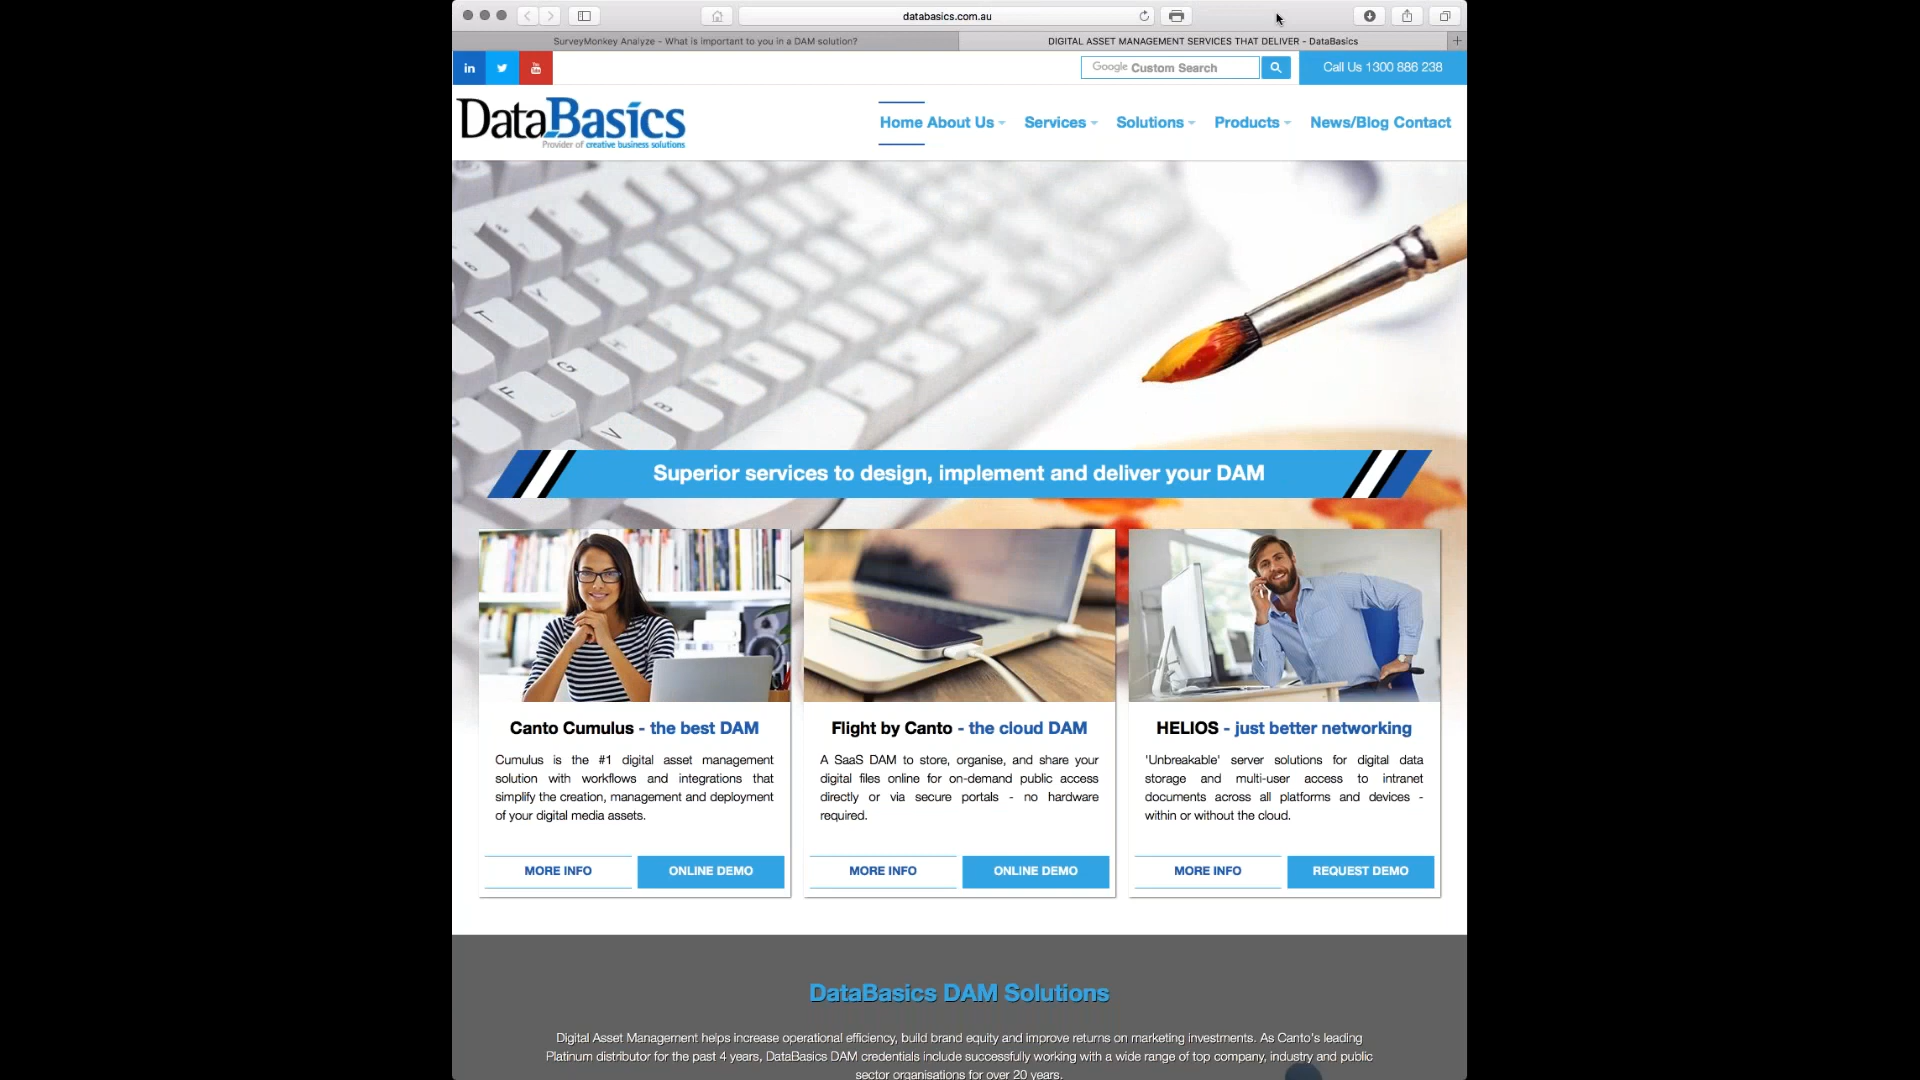 databasics.com.au
SurveyMonkey Analyze - What is important to you in a DAM solution?
DIGITAL ASSET MANAGEMENT SERVICES THAT DELIVER - DataBasics
in
You
Google Custom Search
Call Us 1300 886 238
DataBasics
Provider of creative business solutions
Home About Us Services Solutions Products News/Blog Contact
T
G
F
B
V
Superior services to design, implement and deliver your DAM
Canto Cumulus - the best DAM
Cumulus is the #1 digital asset management
solution with workflows and integrations that
simplify the creation, management and deployment
of your digital media assets.
MORE INFO
ONLINE DEMO
Flight by Canto - the cloud DAM
A SaaS DAM to store, organise, and share your
digital files online for on-demand public access
directly or via secure portals - no hardware
required.
MORE INFO
ONLINE DEMO
HELIOS - just better networking
'Unbreakable' server solutions for digital data
storage and multi-user access to intranet
documents across all platforms and devices -
within or without the cloud.
MORE INFO
REQUEST DEMO
DataBasics DAM Solutions
Digital Asset Management helps increase operational efficiency, build brand equity and improve returns on marketing investments. As Canto's leading
Platinum distributor for the past 4 years, DataBasics DAM credentials include successfully working with a wide range of top company, industry and public
sector organisations for over 20 years.